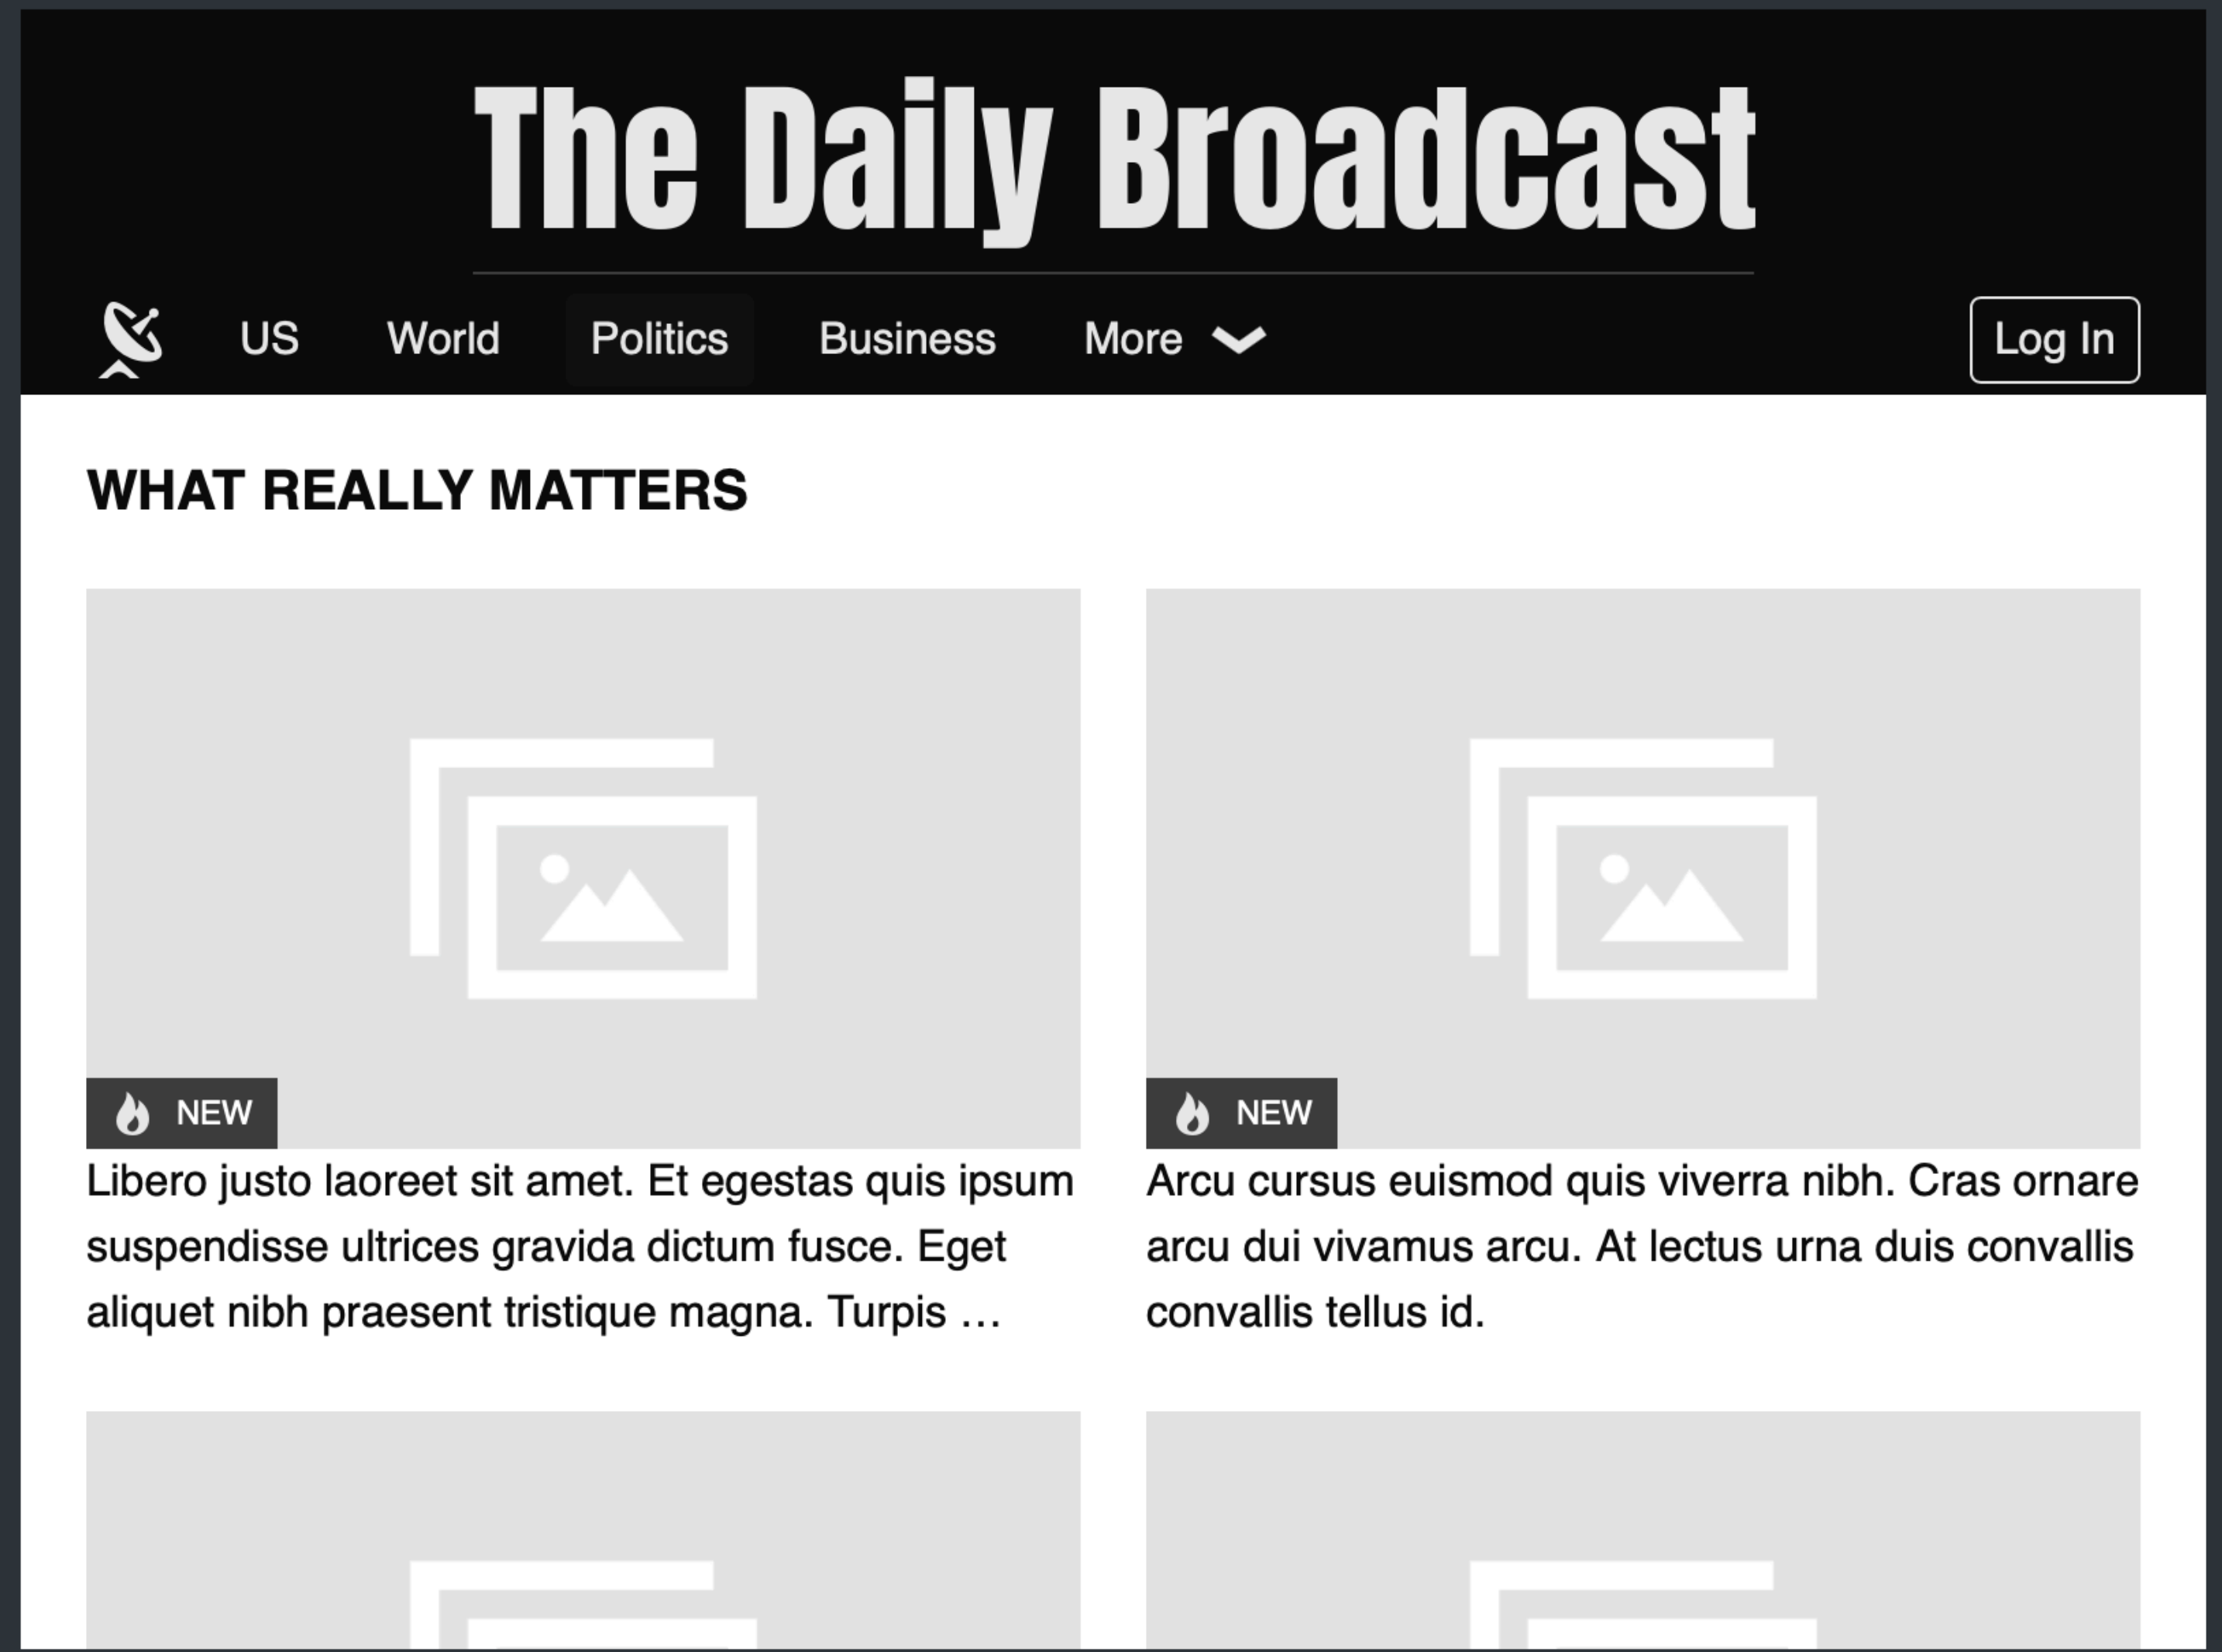 The Daily Broadcast
US World Politics Business More Log In
WHAT REALLY MATTERS
NEW
Libero justo laoreet sit amet. Et egestas quis ipsum
suspendisse ultrices gravida dictum fusce. Eget
aliquet nibh praesent tristique magna. Turpis ...
NEW
Arcu cursus euismod quis viverra nibh. Cras ornare
arcu dui vivamus arcu. At lectus urna duis convallis
convallis tellus id.